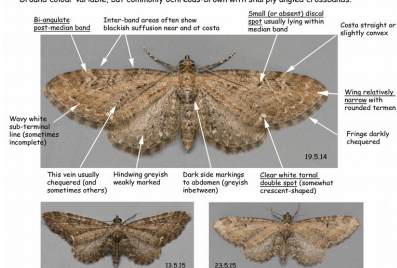 Ground colour variable, but commonly ochreous-brown with sharply angled crossbands.
Bi-angulate
post-median band
Inter-band areas often show
blackish suffusion near and at costa
Small (or absent) discal
spot usually lying within
median band
Costa straight or
slightly convex
Wing relatively
narrow with
rounded termen
Wavy white
sub-terminal
line (sometimes
incomplete)
Fringe darkly
chequered
19.5.14
This vein usually
chequered (and
sometimes others)
Hindwing greyish
weakly marked
Dark side markings
to abdomen (greyish
inbetween)
Clear white tornal
double spot (somewhat
crescent-shaped)
13.5.15
23.5.15